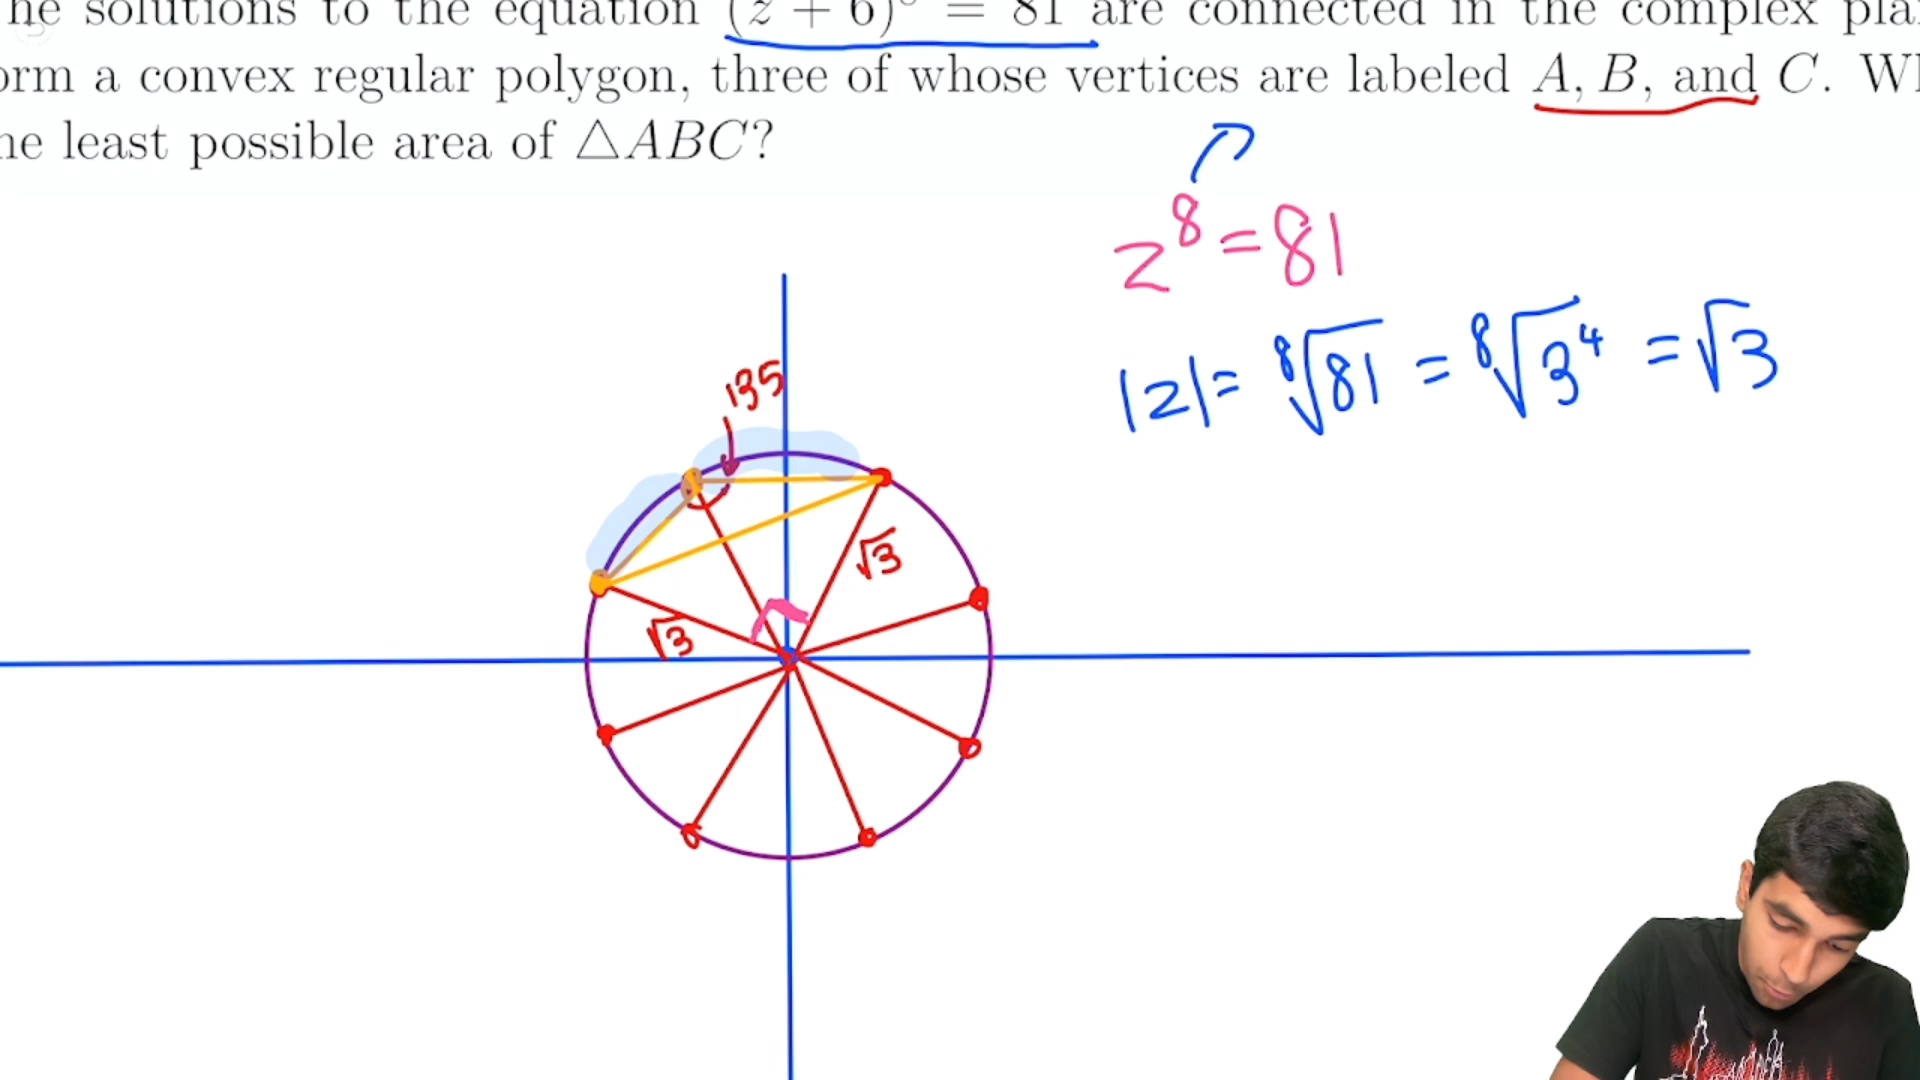 he solutions to the equation (z + 6)⁸ = 81 are connected in the complex pla
orm a convex regular polygon, three of whose vertices are labeled A, B, and C. Wh
he least possible area of △ABC?
z⁸ = 81
|z| = ⁸√81 = ⁸√3⁴ = √3
135
√3
√3